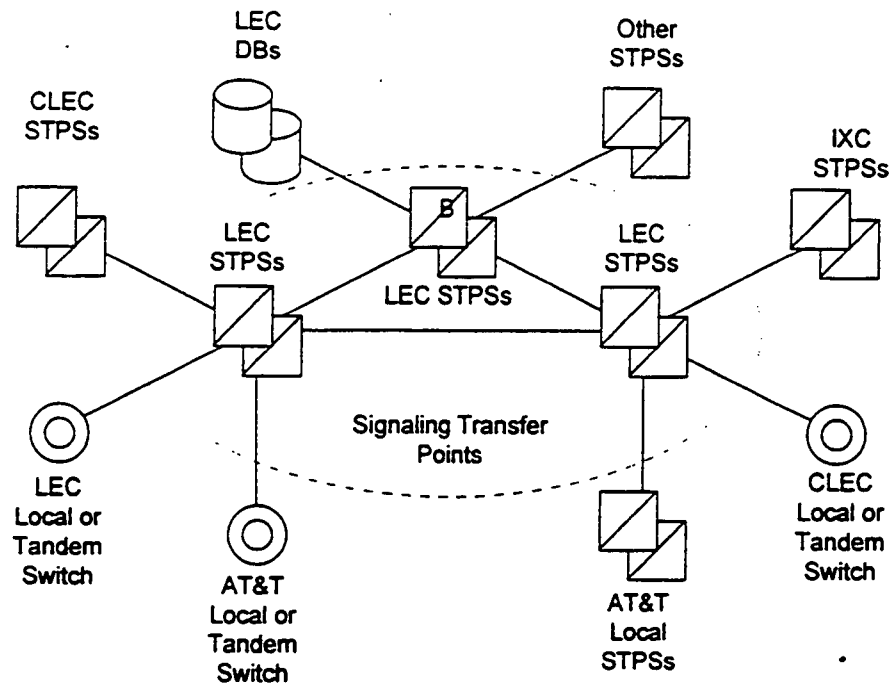 LEC
DBs
Other
STPSs
CLEC
STPSs
IXC
STPSs
B
LEC
STPSs
LEC
STPSs
LEC STPSs
Signaling Transfer
Points
LEC
Local or
Tandem
Switch
CLEC
Local or
Tandem
Switch
AT&T
Local or
Tandem
Switch
AT&T
Local
STPSs